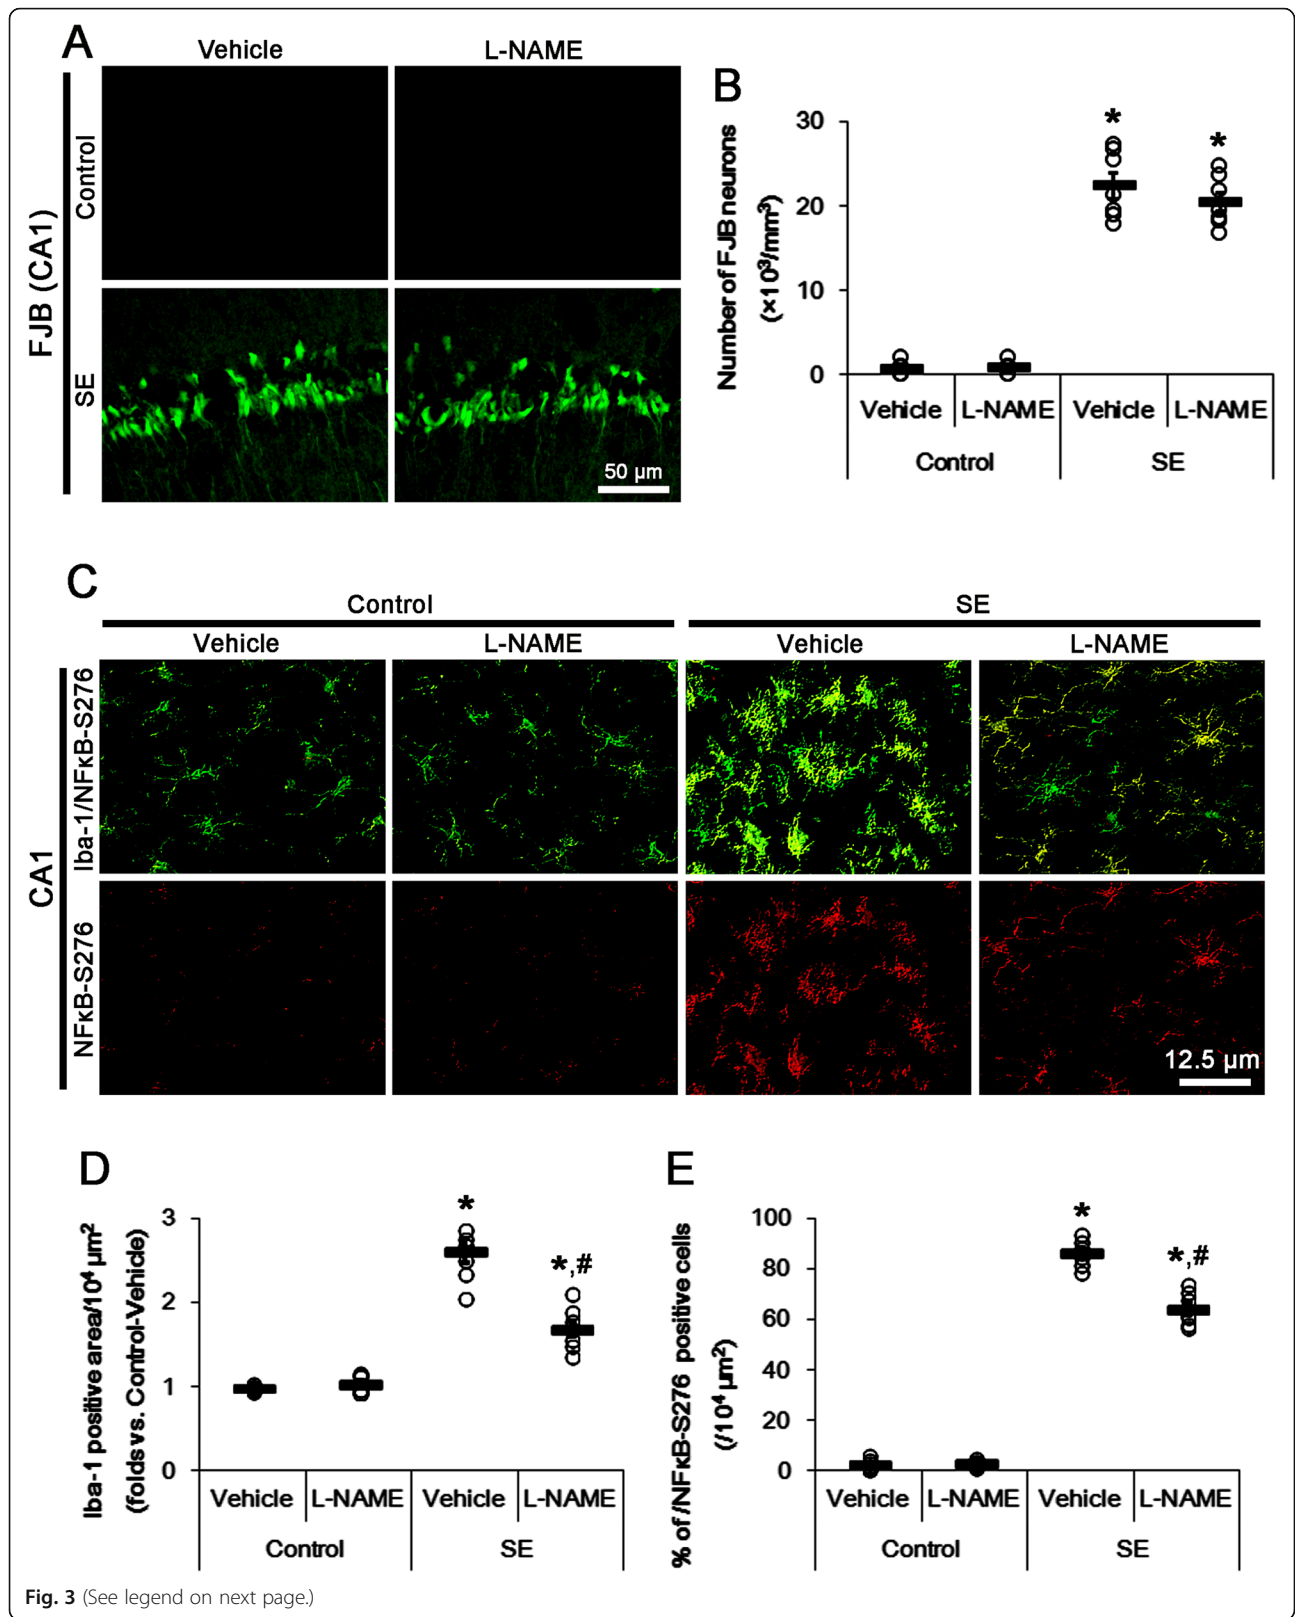 A
Vehicle
L-NAME
FJB (CA1)
Control
SE
50 µm
B
Number of FJB neurons
(×10³/mm³)
30
20
10
0
*
*
Vehicle
L-NAME
Vehicle
L-NAME
Control
SE
C
Control
SE
Vehicle
L-NAME
Vehicle
L-NAME
CA1
Iba-1/NFκB-S276
NFκB-S276
12.5 µm
D
Iba-1 positive area/10⁴ µm²
(folds vs. Control-Vehicle)
3
2
1
0
*
*,#
Vehicle
L-NAME
Vehicle
L-NAME
Control
SE
E
% of /NFκB-S276 positive cells
(/10⁴ µm²)
100
80
60
40
20
0
*
*,#
Vehicle
L-NAME
Vehicle
L-NAME
Control
SE
Fig. 3 (See legend on next page.)